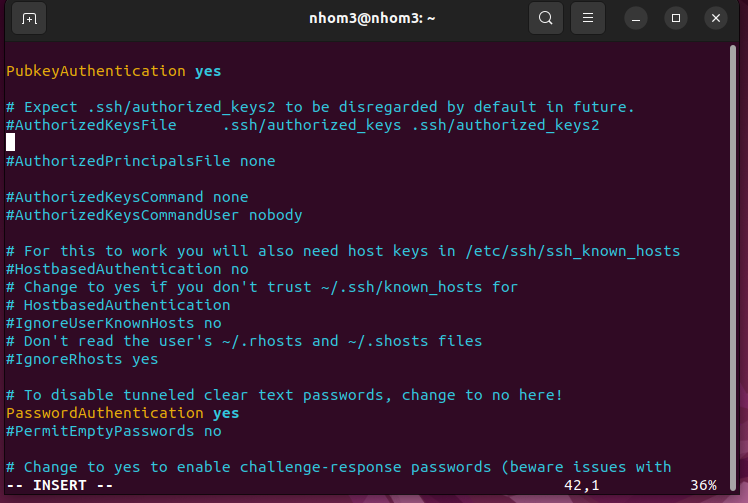 nhom3@nhom3: ~
PubkeyAuthentication yes
# Expect .ssh/authorized_keys2 to be disregarded by default in future.
#AuthorizedKeysFile     .ssh/authorized_keys .ssh/authorized_keys2
#AuthorizedPrincipalsFile none
#AuthorizedKeysCommand none
#AuthorizedKeysCommandUser nobody
# For this to work you will also need host keys in /etc/ssh/ssh_known_hosts
#HostbasedAuthentication no
# Change to yes if you don't trust ~/.ssh/known_hosts for
# HostbasedAuthentication
#IgnoreUserKnownHosts no
# Don't read the user's ~/.rhosts and ~/.shosts files
#IgnoreRhosts yes
# To disable tunneled clear text passwords, change to no here!
PasswordAuthentication yes
#PermitEmptyPasswords no
# Change to yes to enable challenge-response passwords (beware issues with
-- INSERT -- 42,1 36%